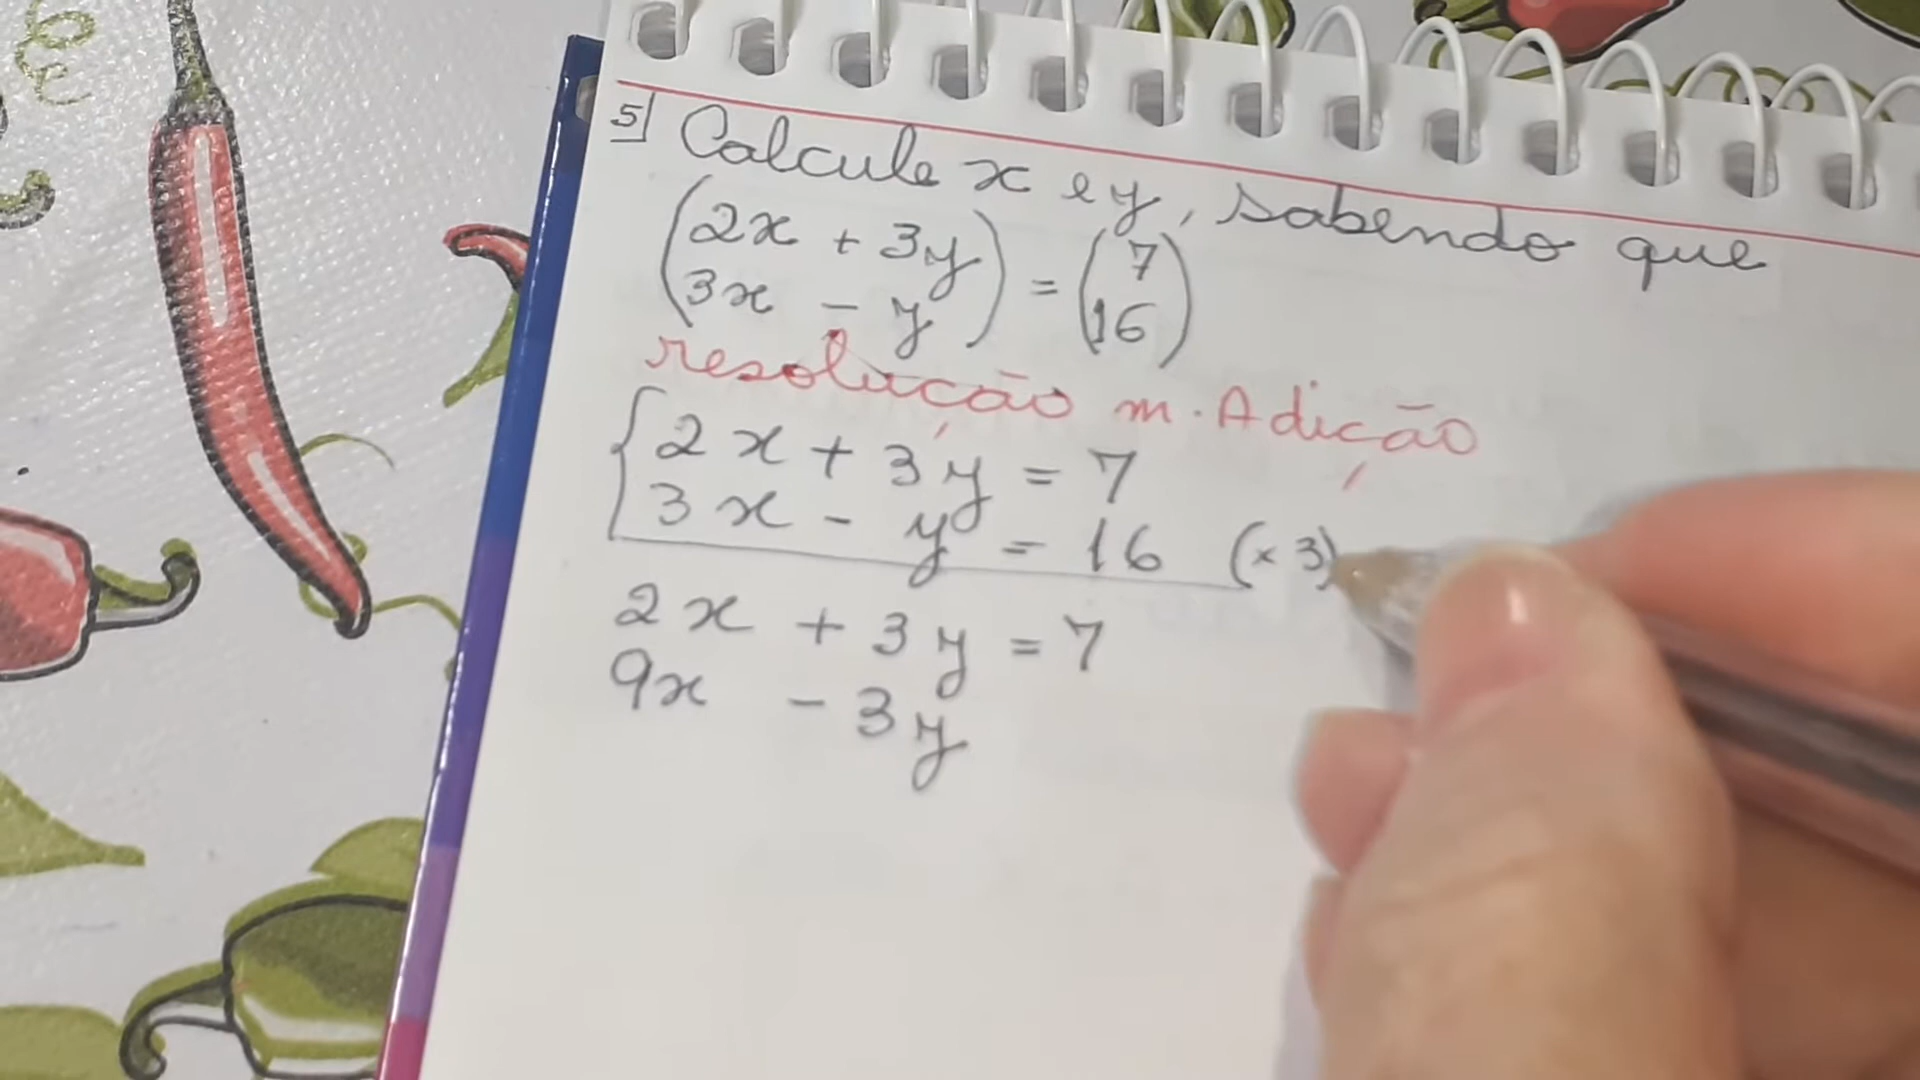 5] Calcule x e y, sabendo que
(2x + 3y) = (7)
(3x - y) = (16)
resolução m. Adição
{2x + 3y = 7
3x - y = 16 (x 3)
2x + 3y = 7
9x - 3y